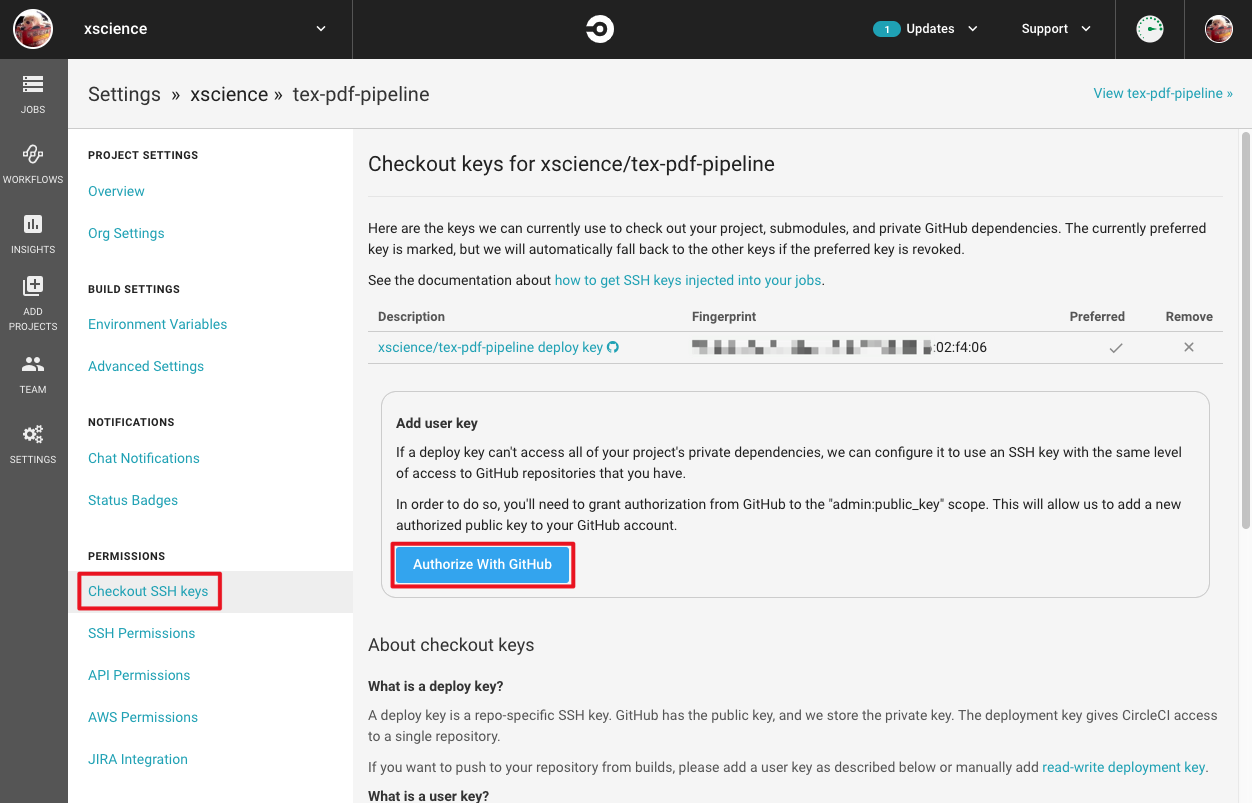 xscience
1 Updates
Support
JOBS
WORKFLOWS
INSIGHTS
ADD
PROJECTS
TEAM
SETTINGS
Settings » xscience » tex-pdf-pipeline
View tex-pdf-pipeline »
PROJECT SETTINGS
Overview
Org Settings
BUILD SETTINGS
Environment Variables
Advanced Settings
NOTIFICATIONS
Chat Notifications
Status Badges
PERMISSIONS
Checkout SSH keys
SSH Permissions
API Permissions
AWS Permissions
JIRA Integration
Checkout keys for xscience/tex-pdf-pipeline
Here are the keys we can currently use to check out your project, submodules, and private GitHub dependencies. The currently preferred
key is marked, but we will automatically fall back to the other keys if the preferred key is revoked.
See the documentation about how to get SSH keys injected into your jobs.
Description Fingerprint Preferred Remove
xscience/tex-pdf-pipeline deploy key :02:f4:06
Add user key
If a deploy key can't access all of your project's private dependencies, we can configure it to use an SSH key with the same level
of access to GitHub repositories that you have.
In order to do so, you'll need to grant authorization from GitHub to the "admin:public_key" scope. This will allow us to add a new
authorized public key to your GitHub account.
Authorize With GitHub
About checkout keys
What is a deploy key?
A deploy key is a repo-specific SSH key. GitHub has the public key, and we store the private key. The deployment key gives CircleCI access
to a single repository.
If you want to push to your repository from builds, please add a user key as described below or manually add read-write deployment key.
What is a user key?